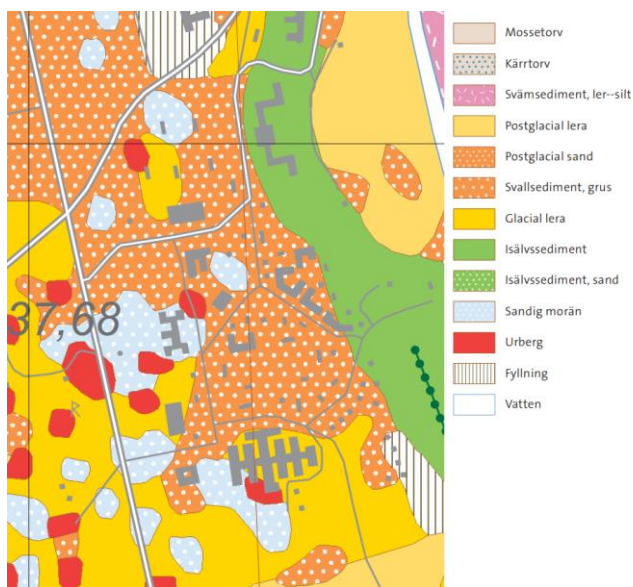 37,68
Mossetorv
Kärrtorv
Svämsediment, ler--silt
Postglacial lera
Postglacial sand
Svallsediment, grus
Glacial lera
Isälvssediment
Isälvssediment, sand
Sandig morän
Urberg
Fyllning
Vatten